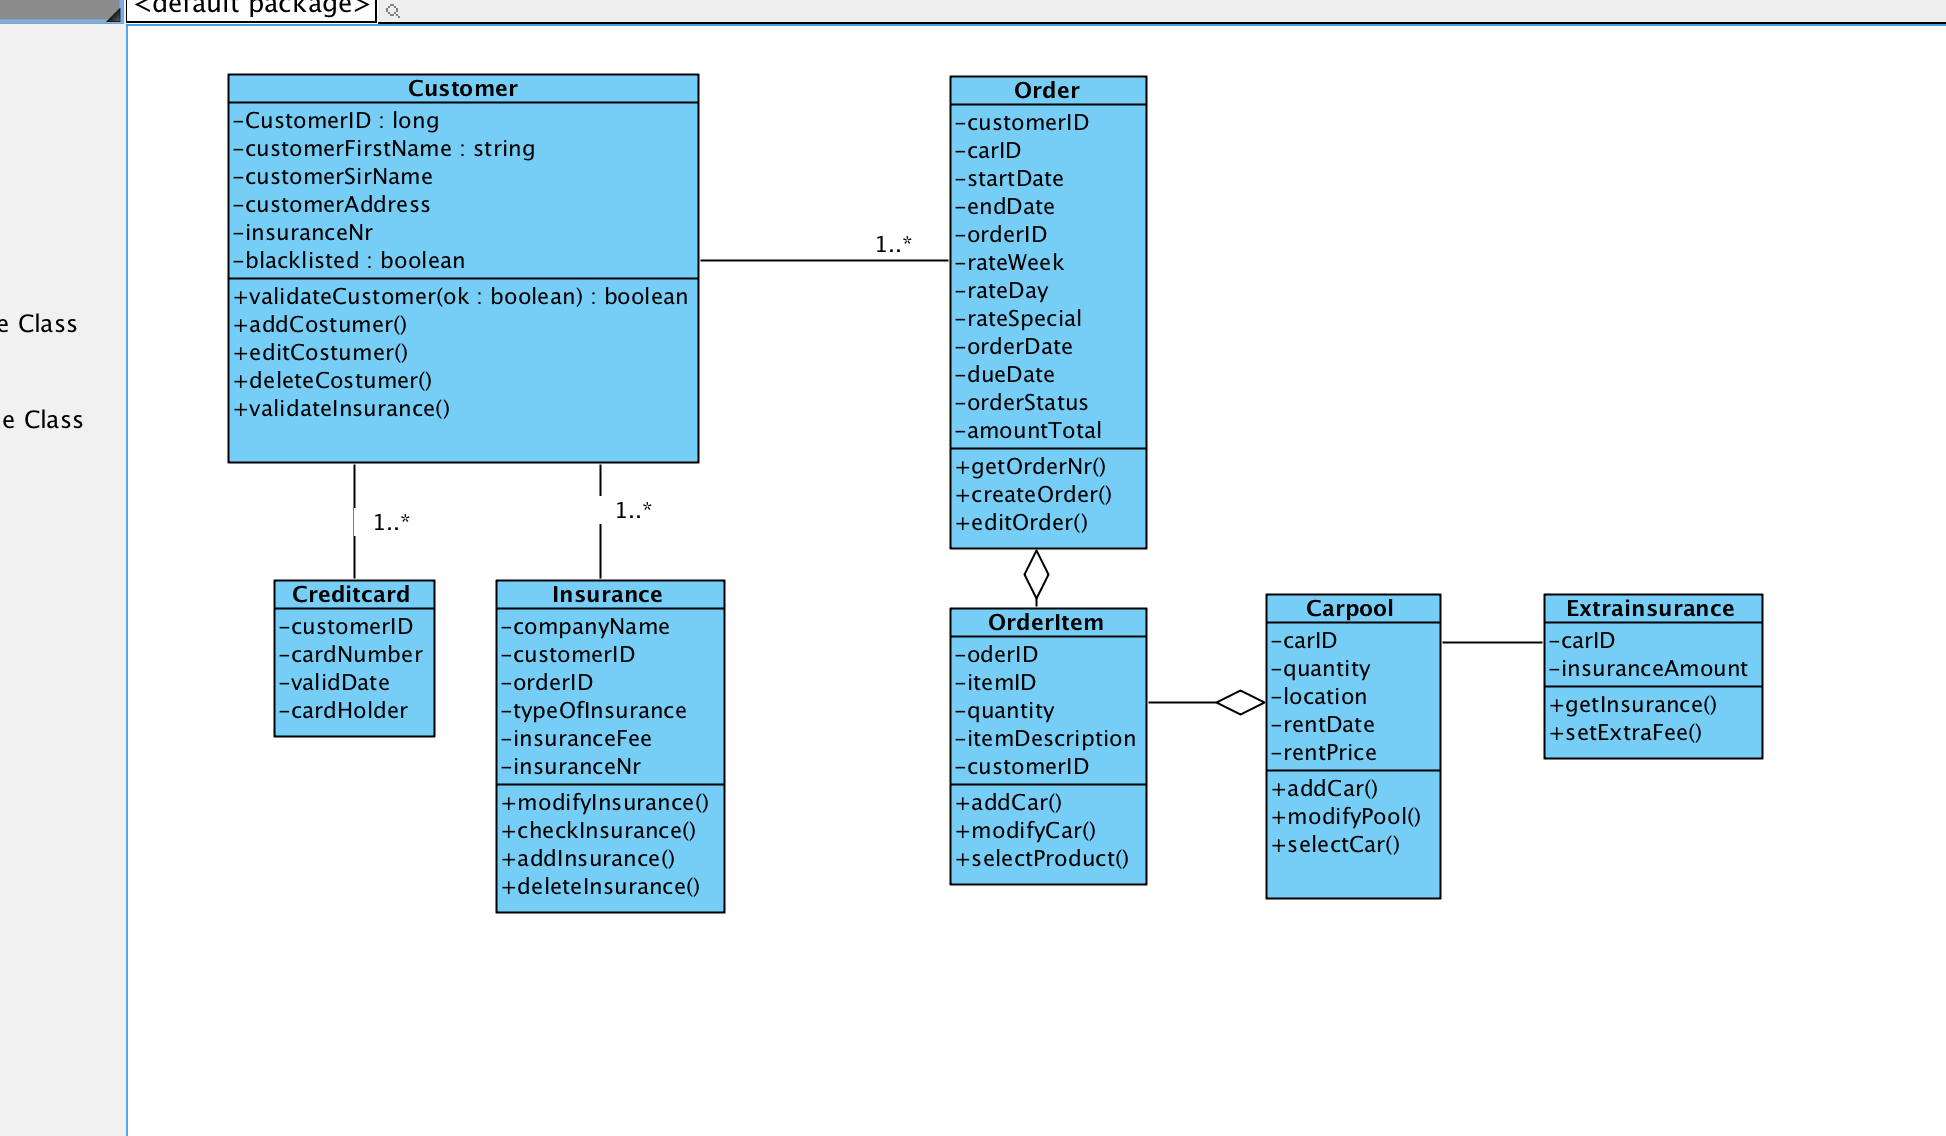 <default package>
e Class
e Class
Customer
-CustomerID : long
-customerFirstName : string
-customerSirName
-customerAddress
-insuranceNr
-blacklisted : boolean
+validateCustomer(ok : boolean) : boolean
+addCostumer()
+editCostumer()
+deleteCostumer()
+validateInsurance()
1..*
Order
-customerID
-carID
-startDate
-endDate
-orderID
-rateWeek
-rateDay
-rateSpecial
-orderDate
-dueDate
-orderStatus
-amountTotal
+getOrderNr()
+createOrder()
+editOrder()
1..*
1..*
Creditcard
-customerID
-cardNumber
-validDate
-cardHolder
Insurance
-companyName
-customerID
-orderID
-typeOfInsurance
-insuranceFee
-insuranceNr
+modifyInsurance()
+checkInsurance()
+addInsurance()
+deleteInsurance()
OrderItem
-oderID
-itemID
-quantity
-itemDescription
-customerID
+addCar()
+modifyCar()
+selectProduct()
Carpool
-carID
-quantity
-location
-rentDate
-rentPrice
+addCar()
+modifyPool()
+selectCar()
Extrainsurance
-carID
-insuranceAmount
+getInsurance()
+setExtraFee()